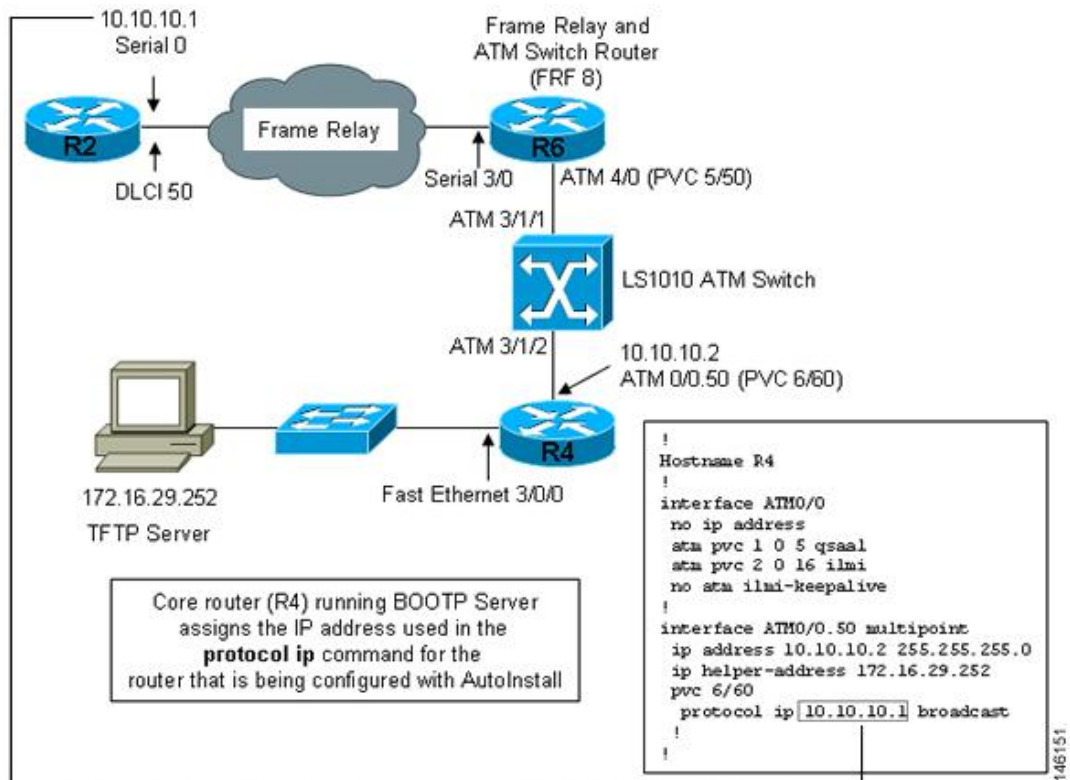 10.10.10.1
Serial 0
Frame Relay and
ATM Switch Router
(FRF 8)
R2
Frame Relay
R6
DLCI 50
Serial 3/0
ATM 4/0 (PVC 5/50)
ATM 3/1/1
LS1010 ATM Switch
ATM 3/1/2
10.10.10.2
ATM 0/0.50 (PVC 6/60)
R4
172.16.29.252
TFTP Server
Fast Ethernet 3/0/0
Core router (R4) running BOOTP Server
assigns the IP address used in the
protocol ip command for the
router that is being configured with AutoInstall
!
Hostname R4
!
interface ATM0/0
no ip address
atm pvc 1 0 5 qsaal
atm pvc 2 0 16 ilmi
no atm ilmi-keepalive
!
interface ATM0/0.50 multipoint
ip address 10.10.10.2 255.255.255.0
ip helper-address 172.16.29.252
pvc 6/60
protocol ip 10.10.10.1 broadcast
!
!
146151